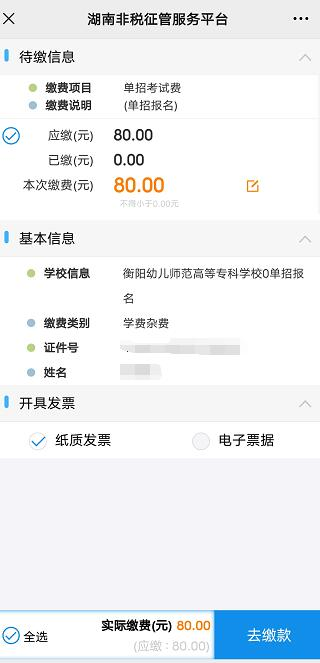 湖南非税征管服务平台
待缴信息
缴费项目 单招考试费
缴费说明 (单招报名)
应缴(元) 80.00
已缴(元) 0.00
本次缴费(元) 80.00
不得小于0.00元
基本信息
学校信息 衡阳幼儿师范高等专科学校0单招报
名
缴费类别 学费杂费
证件号
姓名
开具发票
纸质发票 电子票据
全选 实际缴费(元) 80.00 去缴款
(应缴 : 80.00)